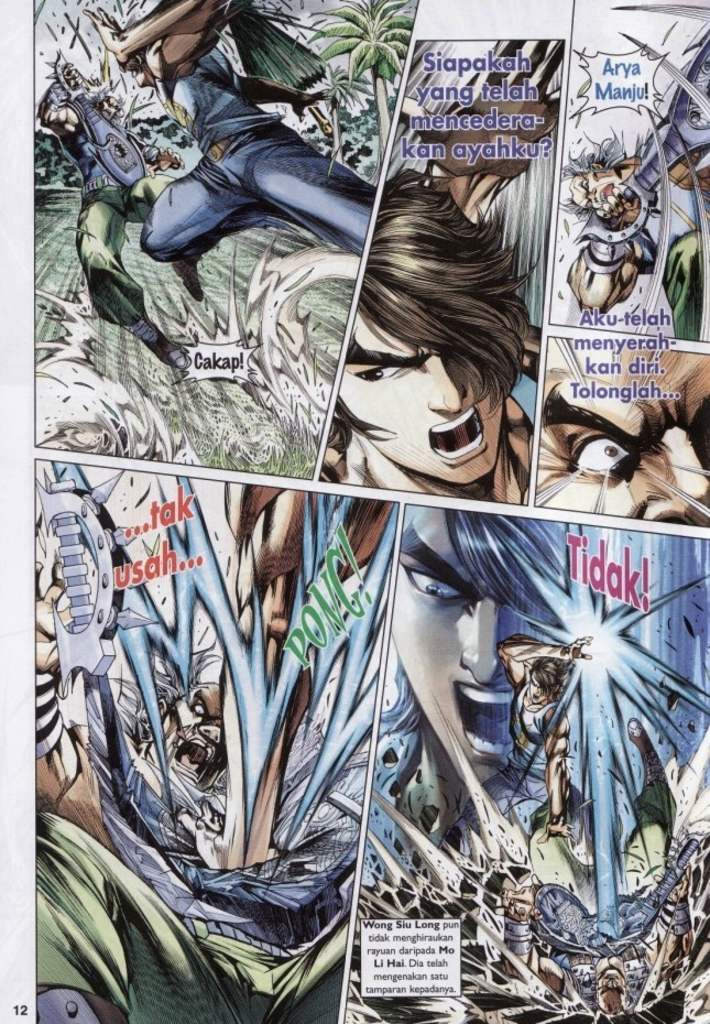 Cakap!
Siapakah
yang telah
mencedera-
kan ayahku?
Arya
Manju!
Aku telah
menyerah-
kan diri.
Tolonglah...
...tak
usah...
PONG!
Tidak!
Wong Siu Long pun
tidak menghiraukan
rayuan daripada Mo
Li Hai. Dia telah
mengenakan satu
tamparan kepadanya.
12